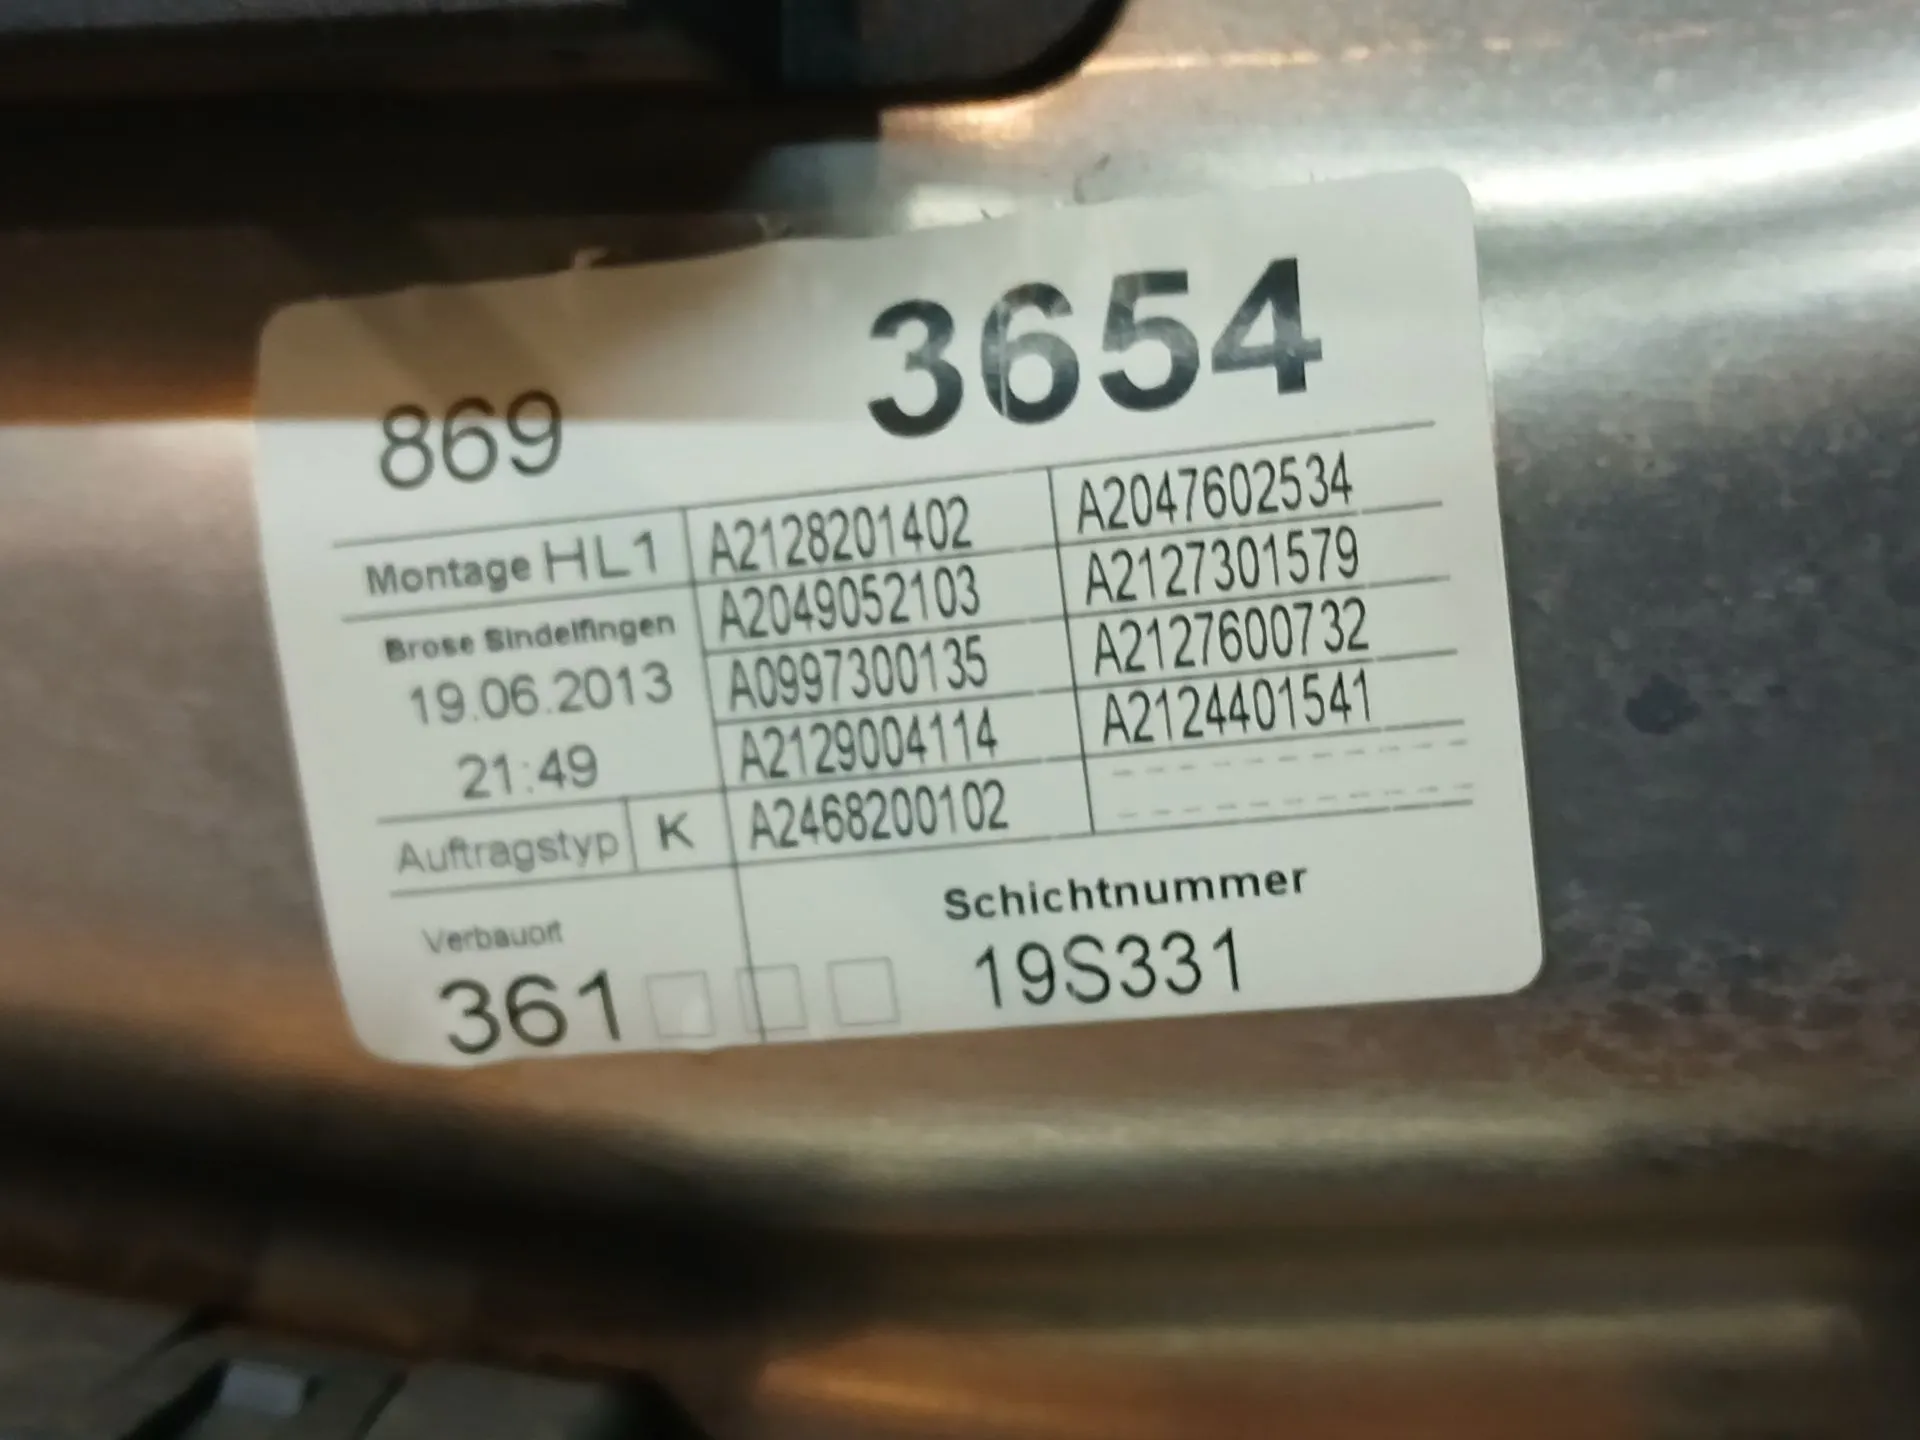 869 3654
Montage HL1 A2128201402 A2047602534
Brose Sindelfingen A2049052103 A2127301579
19.06.2013 A0997300135 A2127600732
21:49 A2129004114 A2124401541
Auftragstyp K A2468200102
Verbauort Schichtnummer
361 19S331